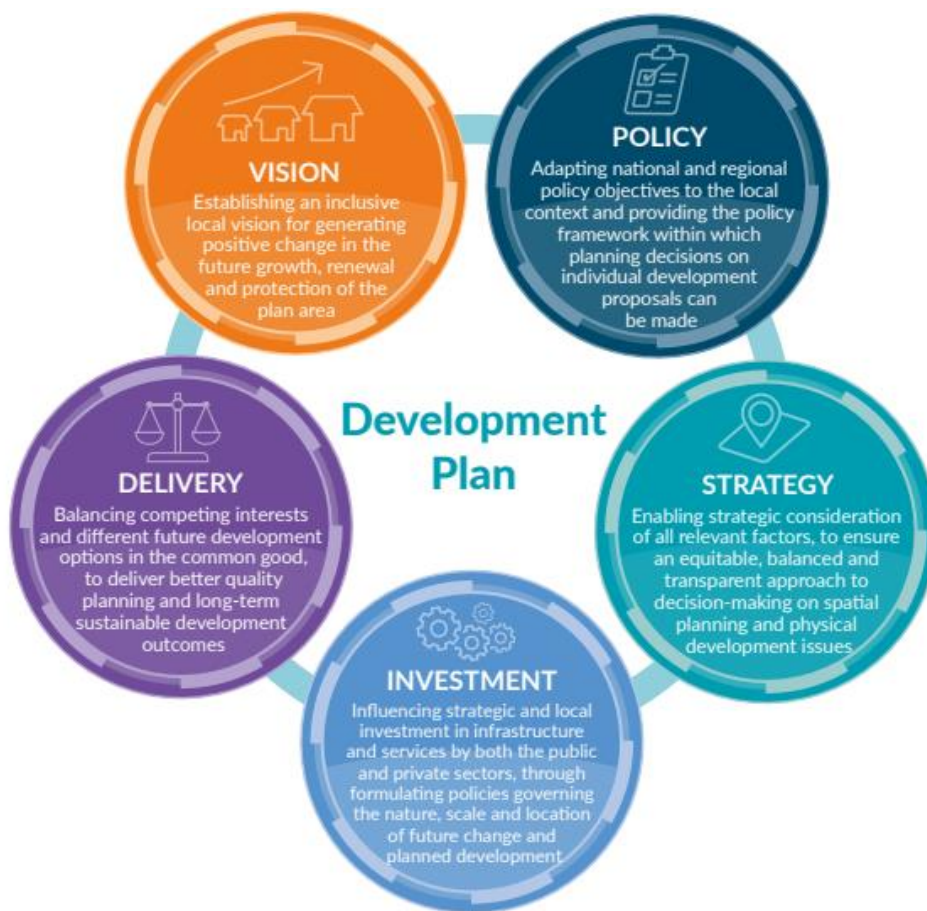 VISION
Establishing an inclusive
local vision for generating
positive change in the
future growth, renewal
and protection of the
plan area
POLICY
Adapting national and regional
policy objectives to the local
context and providing the policy
framework within which
planning decisions on
individual development
proposals can
be made
Development
Plan
DELIVERY
Balancing competing interests
and different future development
options in the common good,
to deliver better quality
planning and long-term
sustainable development
outcomes
STRATEGY
Enabling strategic consideration
of all relevant factors, to ensure
an equitable, balanced and
transparent approach to
decision-making on spatial
planning and physical
development issues
INVESTMENT
Influencing strategic and local
investment in infrastructure
and services by both the public
and private sectors, through
formulating policies governing
the nature, scale and location
of future change and
planned development